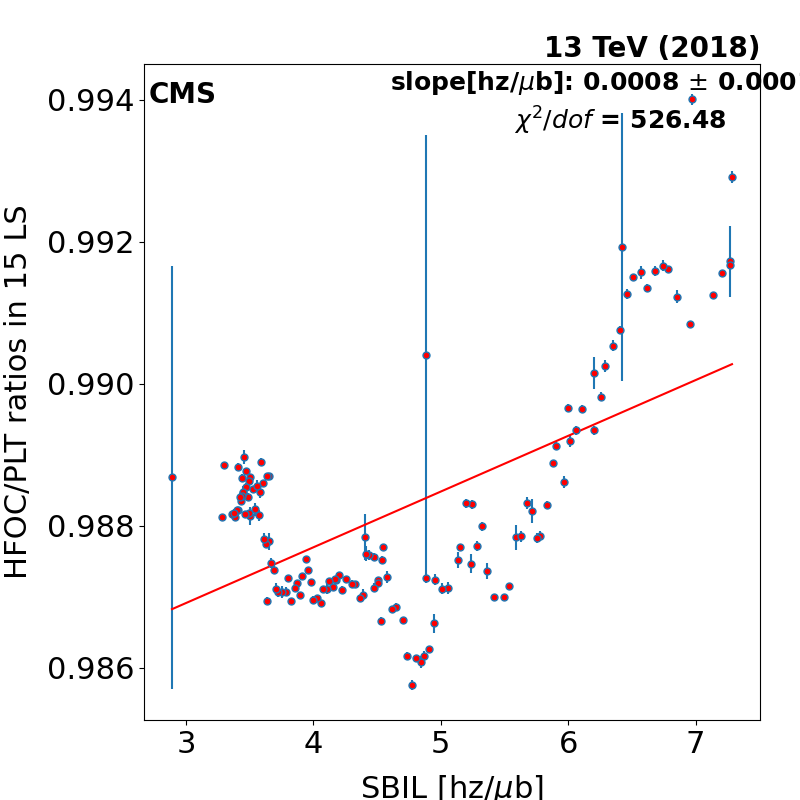 13 TeV (2018)
CMS
slope[hz/μb]: 0.0008 ± 0.000
χ²/dof = 526.48
0.994
0.992
0.990
0.988
0.986
HFOC/PLT ratios in 15 LS
3 4 5 6 7
SBIL [hz/μb]